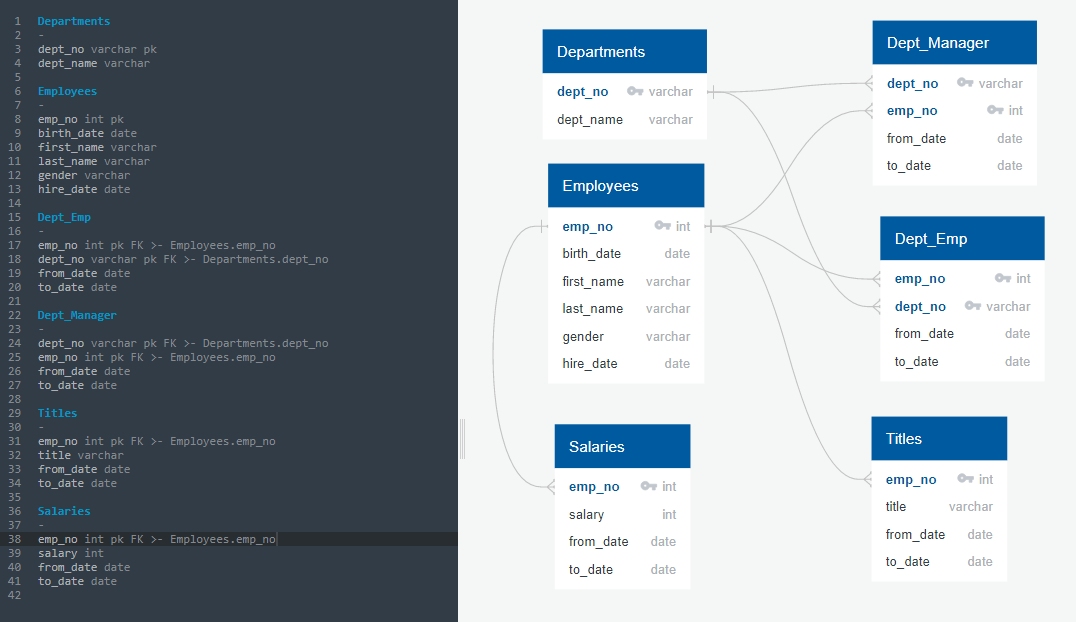 1 Departments
2 -
3 dept_no varchar pk
4 dept_name varchar
5
6 Employees
7 -
8 emp_no int pk
9 birth_date date
10 first_name varchar
11 last_name varchar
12 gender varchar
13 hire_date date
14
15 Dept_Emp
16 -
17 emp_no int pk FK >- Employees.emp_no
18 dept_no varchar pk FK >- Departments.dept_no
19 from_date date
20 to_date date
21
22 Dept_Manager
23 -
24 dept_no varchar pk FK >- Departments.dept_no
25 emp_no int pk FK >- Employees.emp_no
26 from_date date
27 to_date date
28
29 Titles
30 -
31 emp_no int pk FK >- Employees.emp_no
32 title varchar
33 from_date date
34 to_date date
35
36 Salaries
37 -
38 emp_no int pk FK >- Employees.emp_no
39 salary int
40 from_date date
41 to_date date
42
Departments
dept_no varchar
dept_name varchar
Employees
emp_no int
birth_date date
first_name varchar
last_name varchar
gender varchar
hire_date date
Salaries
emp_no int
salary int
from_date date
to_date date
Dept_Manager
dept_no varchar
emp_no int
from_date date
to_date date
Dept_Emp
emp_no int
dept_no varchar
from_date date
to_date date
Titles
emp_no int
title varchar
from_date date
to_date date